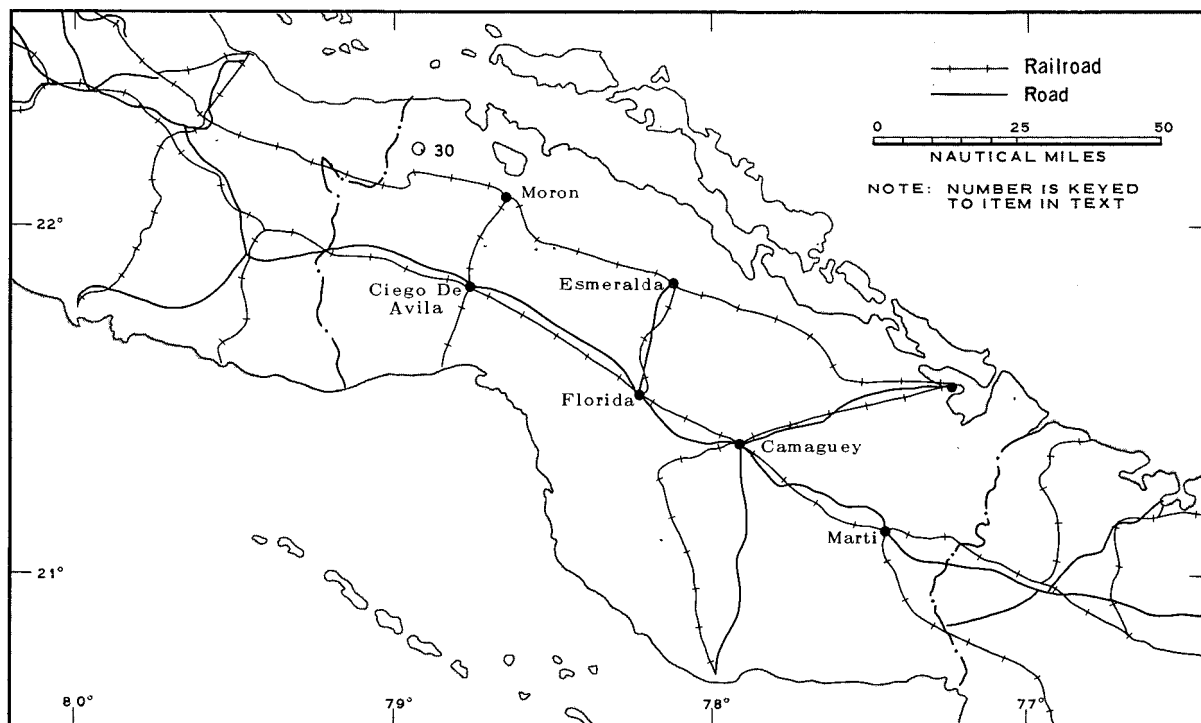 Railroad
Road
0 25 50
NAUTICAL MILES
NOTE: NUMBER IS KEYED
TO ITEM IN TEXT
30
Moron
22°
Ciego De
Avila
Esmeralda
Florida
Camaguey
Marti
21°
80° 79° 78° 77°